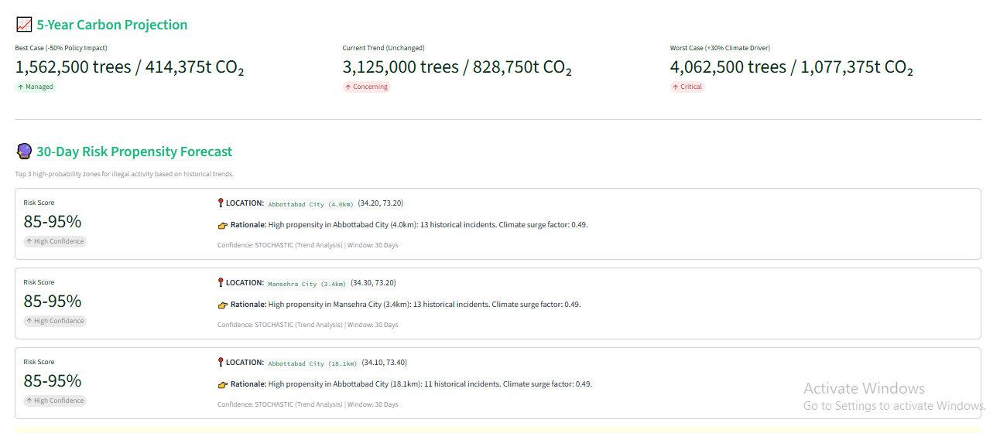 5-Year Carbon Projection
Best Case (-50% Policy Impact)
1,562,500 trees / 414,375t CO₂
↑ Managed
Current Trend (Unchanged)
3,125,000 trees / 828,750t CO₂
↑ Concerning
Worst Case (+30% Climate Driver)
4,062,500 trees / 1,077,375t CO₂
↑ Critical
30-Day Risk Propensity Forecast
Top 3 high-probability zones for illegal activity based on historical trends.
Risk Score
85-95%
↑ High Confidence
LOCATION: Abbottabad City (4.0km) (34.20, 73.20)
Rationale: High propensity in Abbottabad City (4.0km): 13 historical incidents. Climate surge factor: 0.49.
Confidence: STOCHASTIC (Trend Analysis) | Window: 30 Days
Risk Score
85-95%
↑ High Confidence
LOCATION: Mansehra City (3.4km) (34.30, 73.20)
Rationale: High propensity in Mansehra City (3.4km): 13 historical incidents. Climate surge factor: 0.49.
Confidence: STOCHASTIC (Trend Analysis) | Window: 30 Days
Risk Score
85-95%
↑ High Confidence
LOCATION: Abbottabad City (18.1km) (34.10, 73.40)
Rationale: High propensity in Abbottabad City (18.1km): 11 historical incidents. Climate surge factor: 0.49.
Confidence: STOCHASTIC (Trend Analysis) | Window: 30 Days
Activate Windows
Go to Settings to activate Windows.